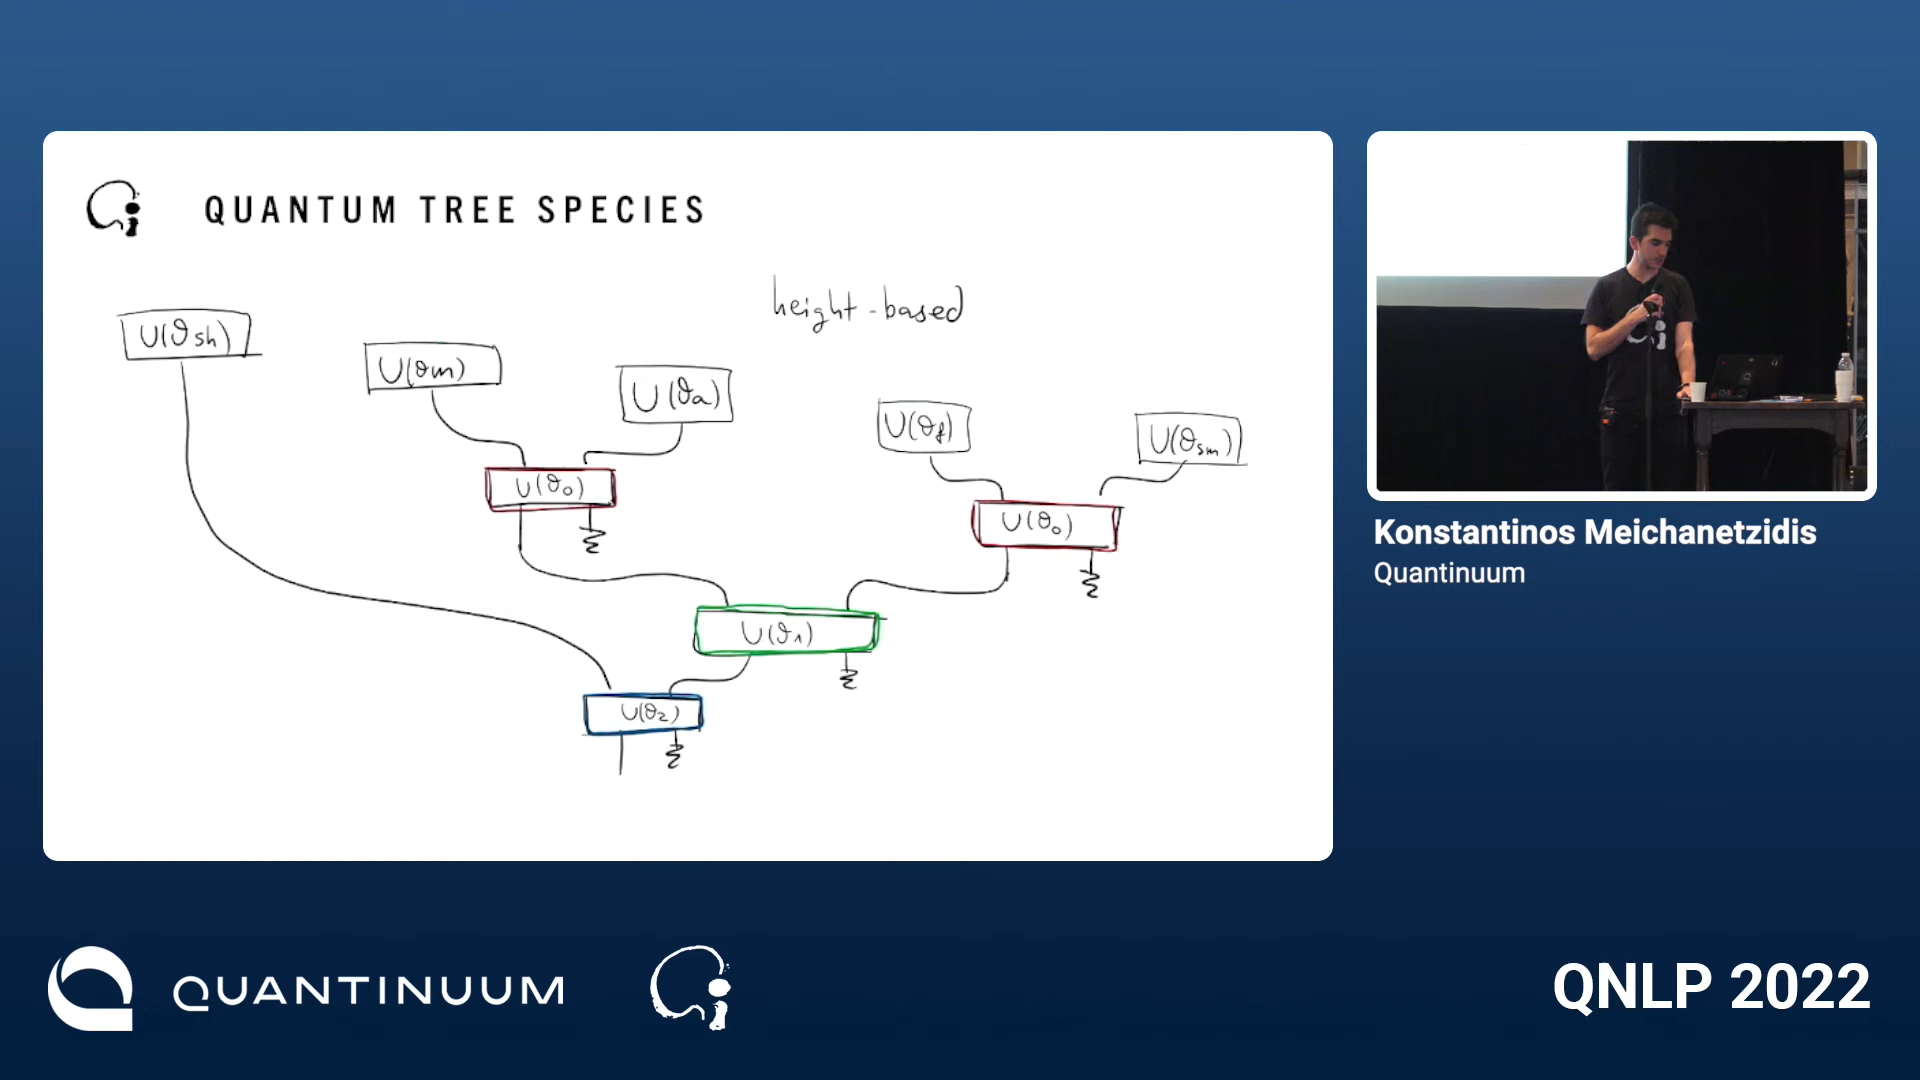 QUANTUM TREE SPECIES
height-based
U(θsh)
U(θm)
U(θa)
U(θf)
U(θsm)
U(θ0)
U(θ0)
U(θ1)
U(θ2)
Konstantinos Meichanetzidis
Quantinuum
QUANTINUUM
QNLP 2022